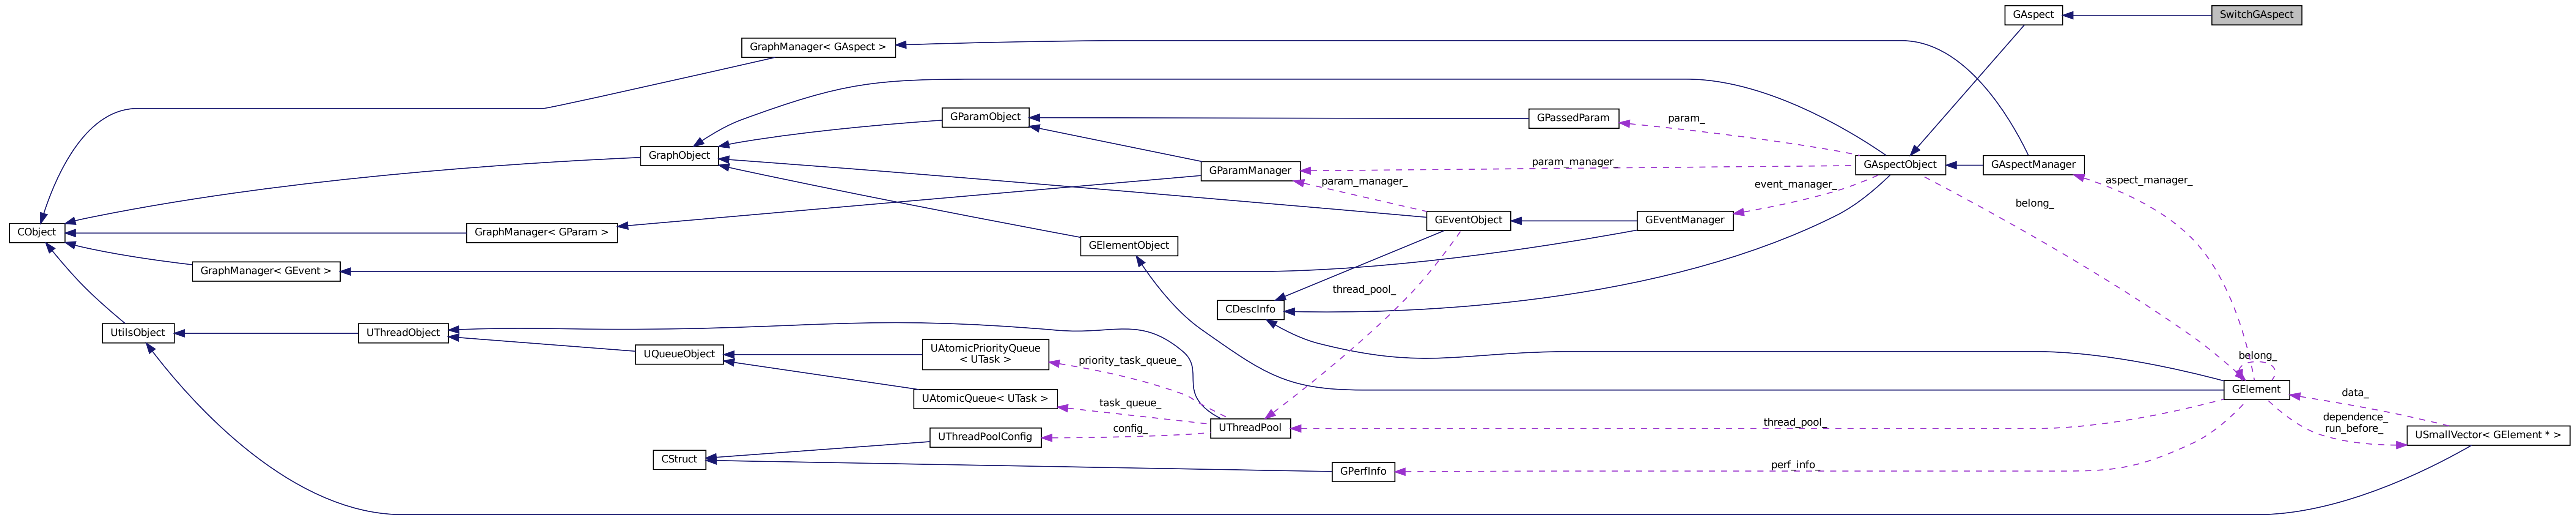 GAspect
SwitchGAspect
GraphManager< GAspect >
GParamObject
GPassedParam
param_
GraphObject
GParamManager
param_manager_
GAspectObject
GAspectManager
param_manager_
event_manager_
aspect_manager_
belong_
CObject
GraphManager< GParam >
GEventObject
GEventManager
GElementObject
GraphManager< GEvent >
thread_pool_
CDescInfo
UtilsObject
UThreadObject
UQueueObject
UAtomicPriorityQueue
< UTask >
priority_task_queue_
belong_
GElement
UAtomicQueue< UTask >
task_queue_
data_
UThreadPoolConfig
config_
UThreadPool
thread_pool_
dependence_
run_before_
USmallVector< GElement * >
CStruct
GPerfInfo
perf_info_